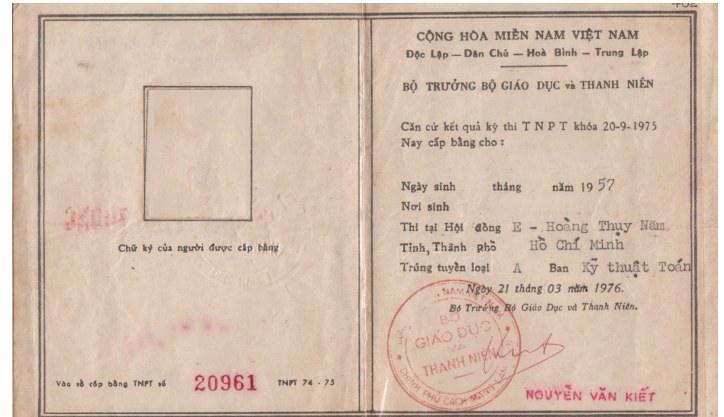 Chữ ký của người được cấp bằng
Vào sổ cấp bằng TNPT số 20961 TNPT 74 - 75
CỘNG HÒA MIỀN NAM VIỆT NAM
Độc Lập — Dân Chủ — Hoà Bình — Trung Lập
BỘ TRƯỞNG BỘ GIÁO DỤC và THANH NIÊN
Căn cứ kết quả kỳ thi T N P T khóa 20-9-1975
Nay cấp bằng cho :
Ngày sinh tháng năm 1957
Nơi sinh
Thi tại Hội đồng E - Hoàng Thụy Năm.
Tỉnh, Thành phố Hồ Chí Minh
Trúng tuyển loại A Ban Kỹ thuật Toán
Ngày 21 tháng 03 năm 1976.
Bộ Trưởng Bộ Giáo Dục và Thanh Niên.
BỘ
GIÁO DỤC
VÀ
THANH NIÊN
NGUYỄN VĂN KIẾT